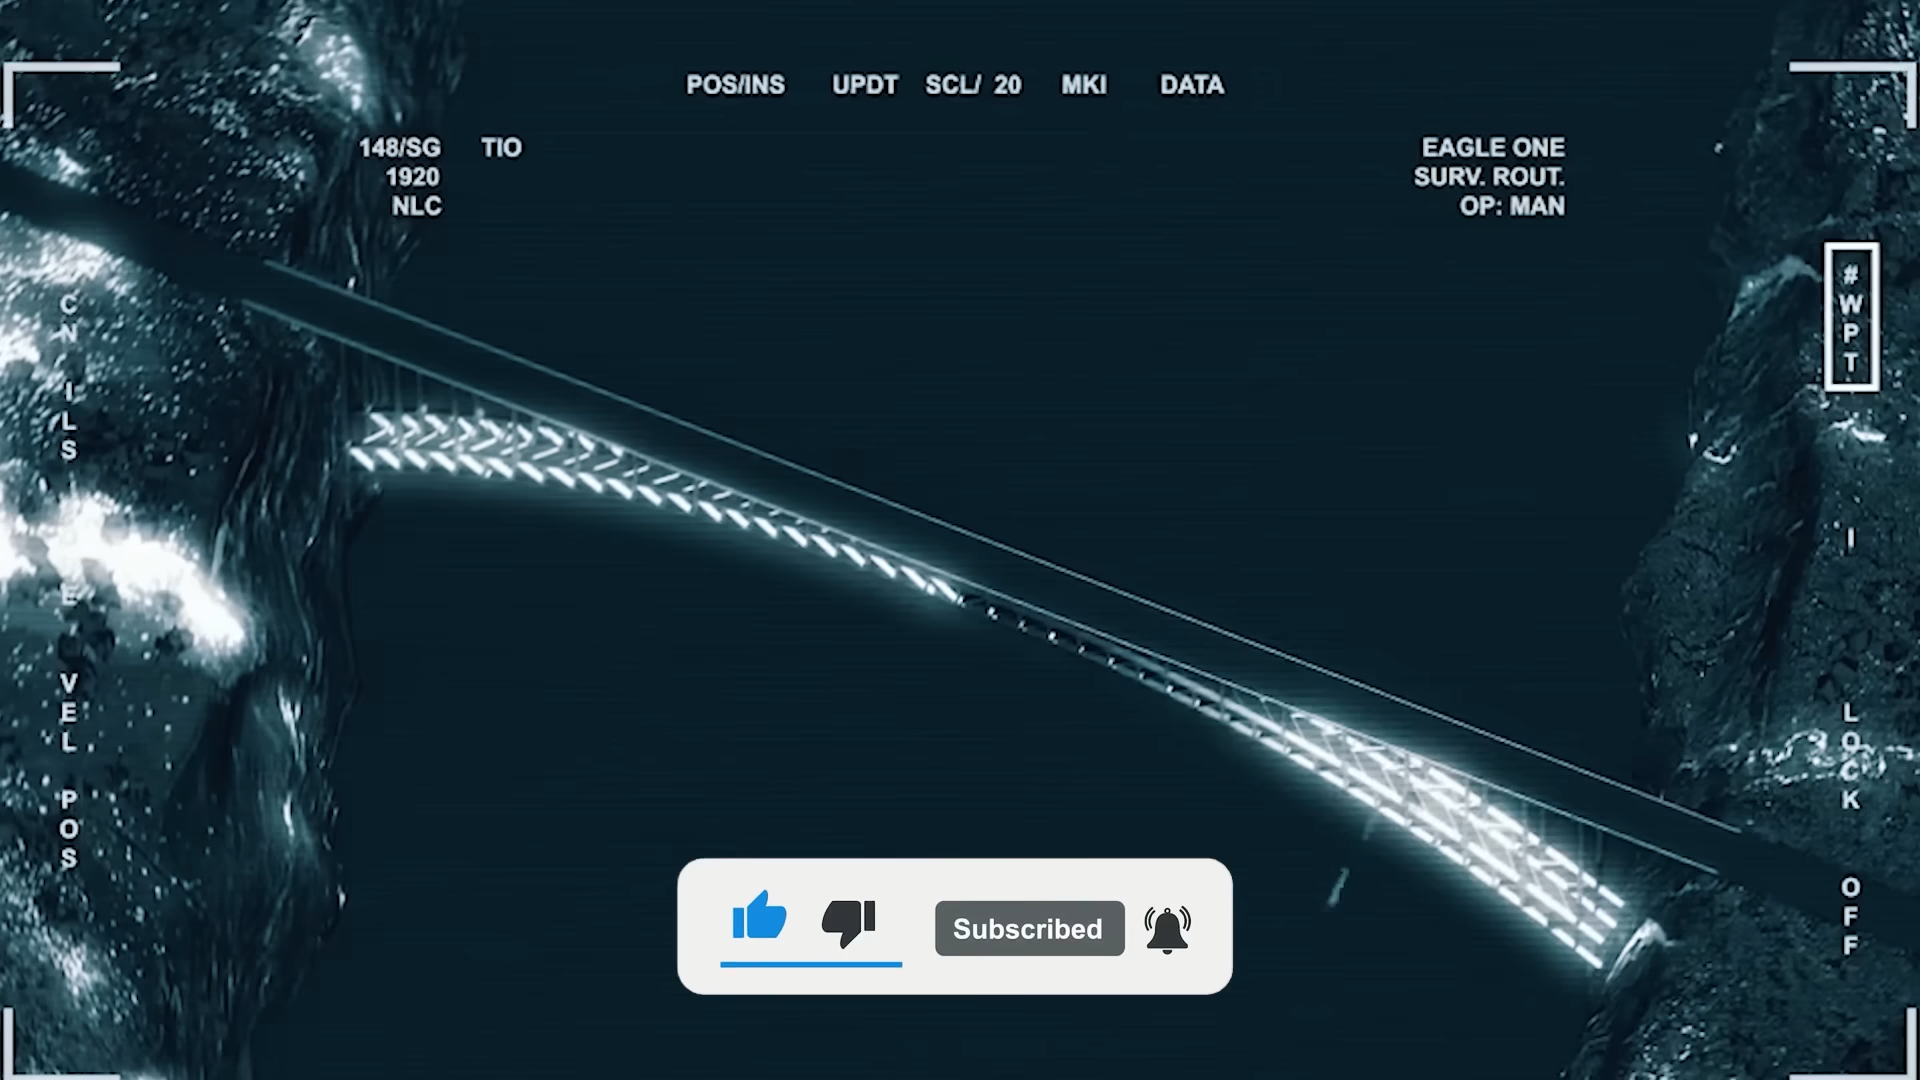 POS/INS UPDT SCL/ 20 MKI DATA
148/SG TIO
1920
NLC
EAGLE ONE
SURV. ROUT.
OP: MAN
#WPT
I
LOCK
OFF
CN
ILS
VEL
POS
Subscribed